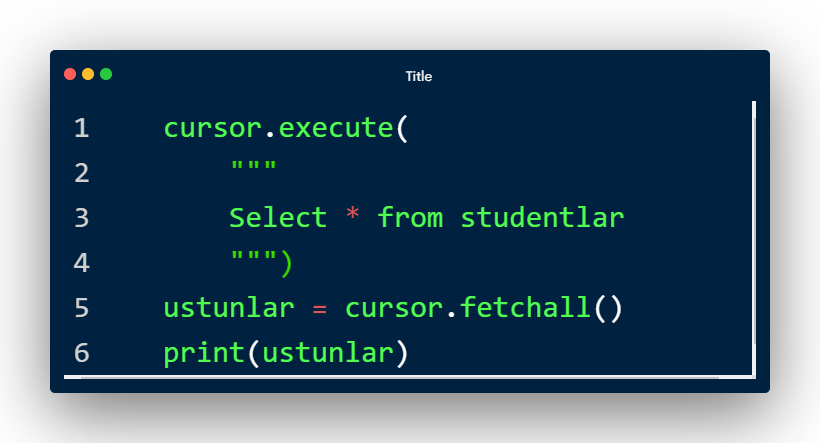 Title
1 cursor.execute(
2 """
3 Select * from studentlar
4 """)
5 ustunlar = cursor.fetchall()
6 print(ustunlar)